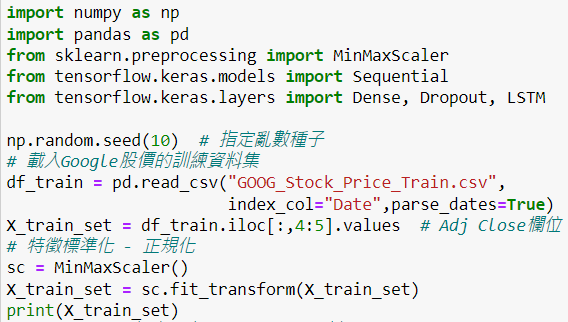 import numpy as np
import pandas as pd
from sklearn.preprocessing import MinMaxScaler
from tensorflow.keras.models import Sequential
from tensorflow.keras.layers import Dense, Dropout, LSTM

np.random.seed(10)  # 指定亂數種子
# 載入Google股價的訓練資料集
df_train = pd.read_csv("GOOG_Stock_Price_Train.csv",
                       index_col="Date",parse_dates=True)
X_train_set = df_train.iloc[:,4:5].values  # Adj Close欄位
# 特徵標準化 - 正規化
sc = MinMaxScaler()
X_train_set = sc.fit_transform(X_train_set)
print(X_train_set)